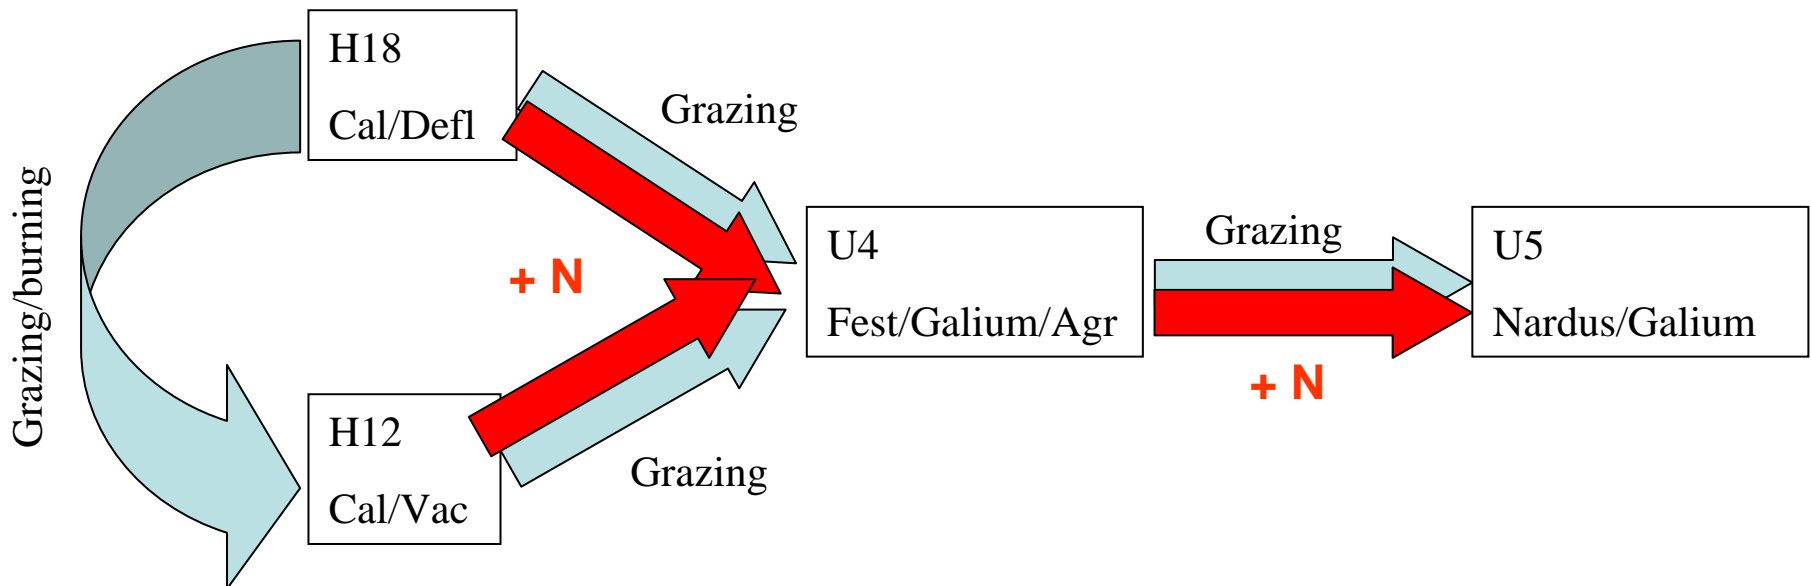 H18
Cal/Defl
Grazing
Grazing/burning
+ N
H12
Cal/Vac
Grazing
U4
Fest/Galium/Agr
Grazing
+ N
U5
Nardus/Galium